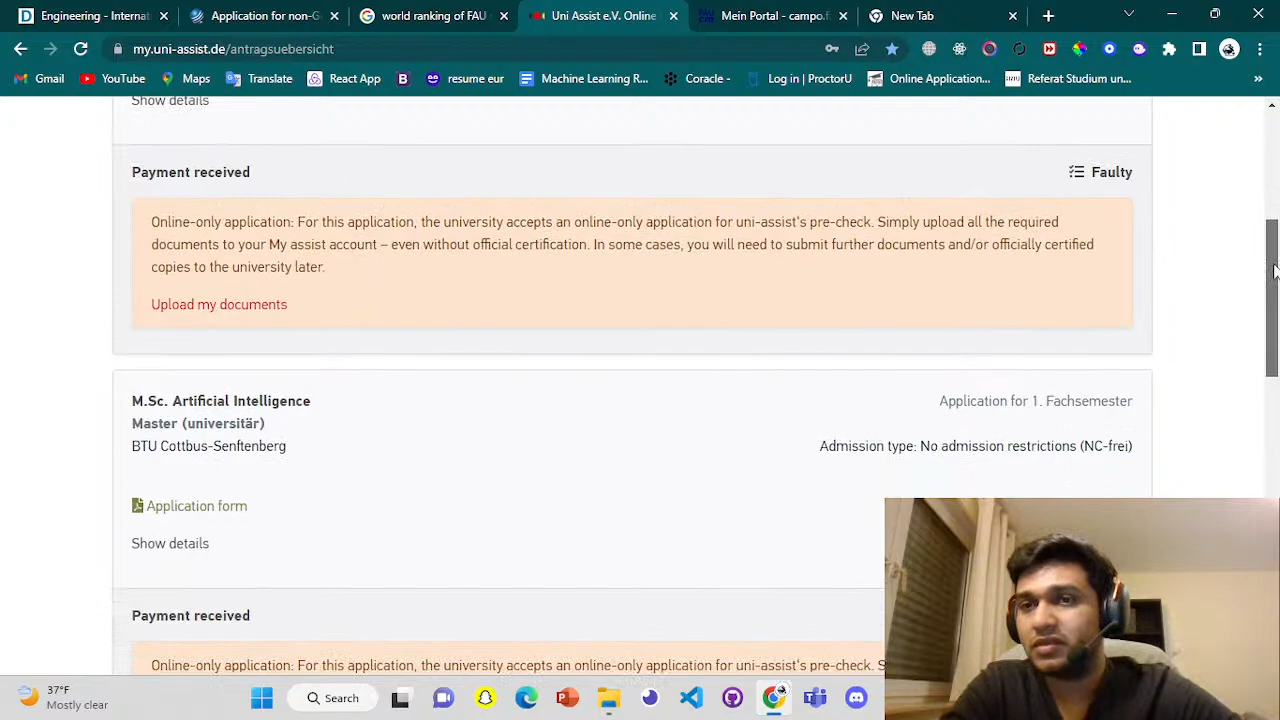 Engineering - Internat
Application for non-G
world ranking of FAU
Uni Assist e.V. Online
Mein Portal - campo.f
New Tab
my.uni-assist.de/antragsuebersicht
Gmail
YouTube
Maps
Translate
React App
resume eur
Machine Learning R...
Coracle -
Log in | ProctorU
Online Application...
Referat Studium un...
Show details
Payment received
Faulty
Online-only application: For this application, the university accepts an online-only application for uni-assist's pre-check. Simply upload all the required
documents to your My assist account – even without official certification. In some cases, you will need to submit further documents and/or officially certified
copies to the university later.
Upload my documents
M.Sc. Artificial Intelligence
Application for 1. Fachsemester
Master (universitär)
BTU Cottbus-Senftenberg
Admission type: No admission restrictions (NC-frei)
Application form
Show details
Payment received
Online-only application: For this application, the university accepts an online-only application for uni-assist's pre-check. S
37°F
Mostly clear
Search